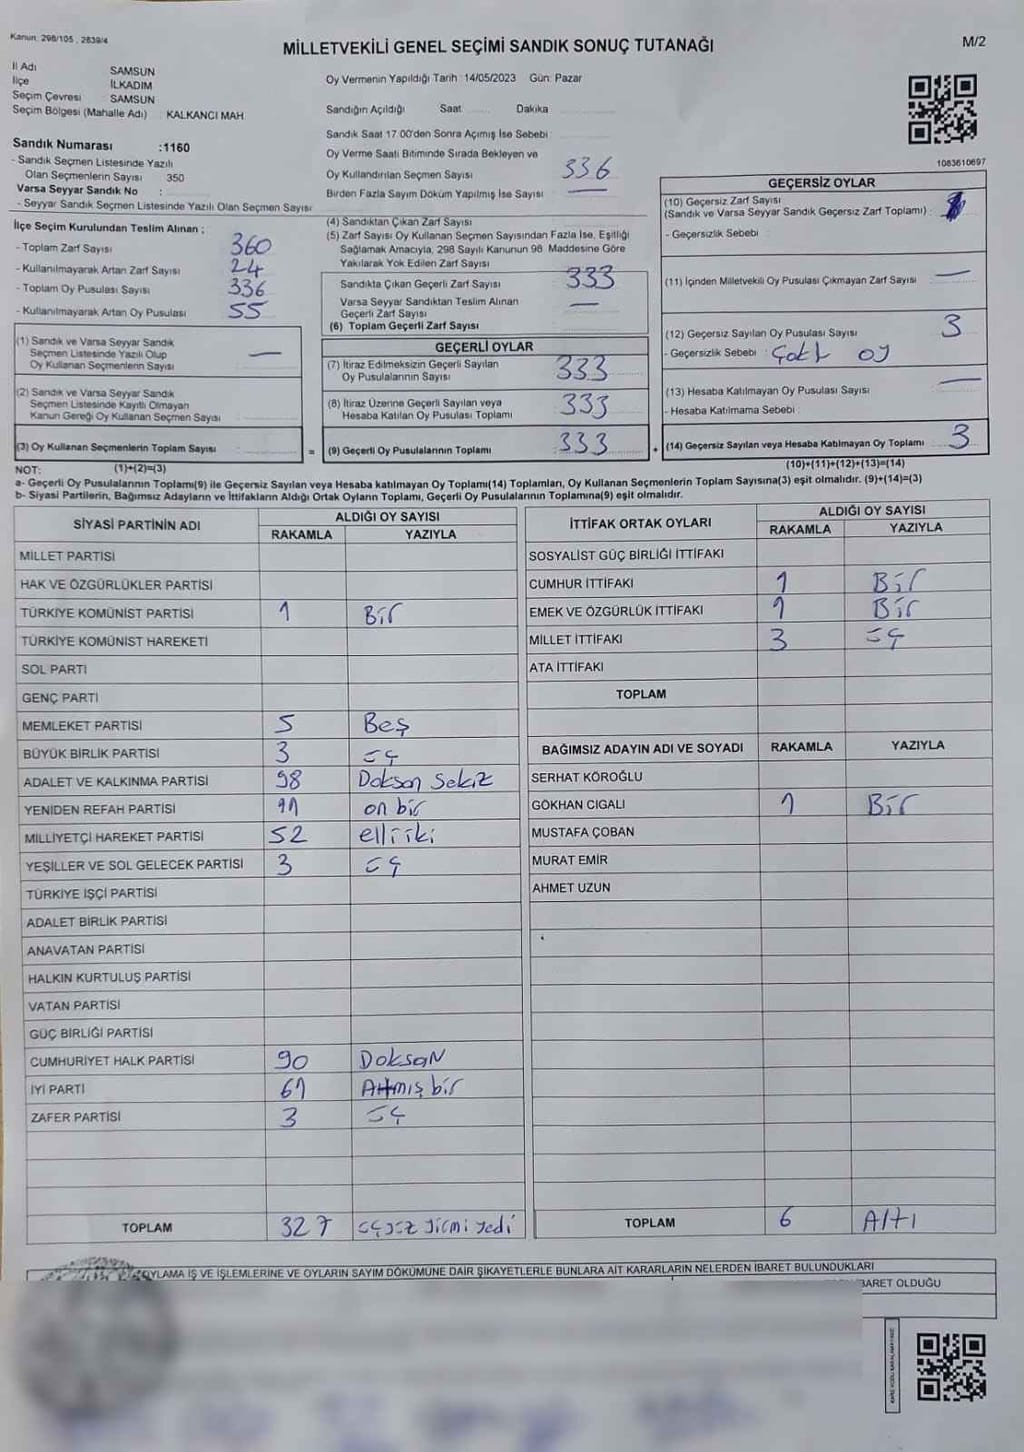 Kanun: 298/105 , 2839/4
MİLLETVEKİLİ GENEL SEÇİMİ SANDIK SONUÇ TUTANAĞI
M/2
İl Adı SAMSUN
İlçe İLKADIM
Seçim Çevresi SAMSUN
Seçim Bölgesi (Mahalle Adı) KALKANCI MAH
Oy Vermenin Yapıldığı Tarih :14/05/2023 Gün: Pazar
Sandığın Açıldığı Saat ...... Dakika
Sandık Saat 17.00'den Sonra Açımış İse Sebebi
Oy Verme Saati Bitiminde Sırada Bekleyen ve
Oy Kullandırılan Seçmen Sayısı 336
Birden Fazla Sayım Döküm Yapılmış İse Sayısı —
1083610697
Sandık Numarası :1160
- Sandık Seçmen Listesinde Yazılı
Olan Seçmenlerin Sayısı 350
Varsa Seyyar Sandık No :
- Seyyar Sandık Seçmen Listesinde Yazılı Olan Seçmen Sayısı
İlçe Seçim Kurulundan Teslim Alınan ;
- Toplam Zarf Sayısı 360
- Kullanılmayarak Artan Zarf Sayısı 24
- Toplam Oy Pusulası Sayısı 336
- Kullanılmayarak Artan Oy Pusulası 55
(1) Sandık ve Varsa Seyyar Sandık
Seçmen Listesinde Yazılı Olup
Oy Kullanan Seçmenlerin Sayısı —
(2) Sandık ve Varsa Seyyar Sandık
Seçmen Listesinde Kayıtlı Olmayan
Kanun Gereği Oy Kullanan Seçmen Sayısı
(3) Oy Kullanan Seçmenlerin Toplam Sayısı
(4) Sandıktan Çıkan Zarf Sayısı
(5) Zarf Sayısı Oy Kullanan Seçmen Sayısından Fazla İse, Eşitliği
Sağlamak Amacıyla, 298 Sayılı Kanunun 98. Maddesine Göre
Yakılarak Yok Edilen Zarf Sayısı
Sandıkta Çıkan Geçerli Zarf Sayısı 333
Varsa Seyyar Sandıktan Teslim Alınan
Geçerli Zarf Sayısı —
(6) Toplam Geçerli Zarf Sayısı
GEÇERLİ OYLAR
(7) İtiraz Edilmeksizin Geçerli Sayılan
Oy Pusulalarının Sayısı 333
(8) İtiraz Üzerine Geçerli Sayılan veya
Hesaba Katılan Oy Pusulası Toplamı 333
= (9) Geçerli Oy Pusulalarının Toplamı 333
GEÇERSİZ OYLAR
(10) Geçersiz Zarf Sayısı
(Sandık ve Varsa Seyyar Sandık Geçersiz Zarf Toplamı) :
- Geçersizlik Sebebi :
(11) İçinden Milletvekili Oy Pusulası Çıkmayan Zarf Sayısı —
(12) Geçersiz Sayılan Oy Pusulası Sayısı 3
- Geçersizlik Sebebi : Çoklu oy
(13) Hesaba Katılmayan Oy Pusulası Sayısı —
- Hesaba Katılmama Sebebi :
+ (14) Geçersiz Sayılan veya Hesaba Katılmayan Oy Toplamı 3
NOT: (1)+(2)=(3)
(10)+(11)+(12)+(13)=(14)
a- Geçerli Oy Pusulalarının Toplamı(9) ile Geçersiz Sayılan veya Hesaba katılmayan Oy Toplamı(14) Toplamları, Oy Kullanan Seçmenlerin Toplam Sayısına(3) eşit olmalıdır. (9)+(14)=(3)
b- Siyasi Partilerin, Bağımsız Adayların ve İttifakların Aldığı Ortak Oyların Toplamı, Geçerli Oy Pusulalarının Toplamına(9) eşit olmalıdır.
SİYASİ PARTİNİN ADI ALDIĞI OY SAYISI
RAKAMLA YAZIYLA
MİLLET PARTİSİ
HAK VE ÖZGÜRLÜKLER PARTİSİ
TÜRKİYE KOMÜNİST PARTİSİ 1 Bir
TÜRKİYE KOMÜNİST HAREKETİ
SOL PARTİ
GENÇ PARTİ
MEMLEKET PARTİSİ 5 Beş
BÜYÜK BİRLİK PARTİSİ 3 üç
ADALET VE KALKINMA PARTİSİ 98 Doksan Sekiz
YENİDEN REFAH PARTİSİ 11 on bir
MİLLİYETÇİ HAREKET PARTİSİ 52 elli iki
YEŞİLLER VE SOL GELECEK PARTİSİ 3 üç
TÜRKİYE İŞÇİ PARTİSİ
ADALET BİRLİK PARTİSİ
ANAVATAN PARTİSİ
HALKIN KURTULUŞ PARTİSİ
VATAN PARTİSİ
GÜÇ BİRLİĞİ PARTİSİ
CUMHURİYET HALK PARTİSİ 90 Doksan
İYİ PARTİ 61 Atmış bir
ZAFER PARTİSİ 3 üç
TOPLAM 327 üçyüz yirmi yedi
İTTİFAK ORTAK OYLARI ALDIĞI OY SAYISI
RAKAMLA YAZIYLA
SOSYALİST GÜÇ BİRLİĞİ İTTİFAKI
CUMHUR İTTİFAKI 1 Bir
EMEK VE ÖZGÜRLÜK İTTİFAKI 1 Bir
MİLLET İTTİFAKI 3 üç
ATA İTTİFAKI
TOPLAM
BAĞIMSIZ ADAYIN ADI VE SOYADI RAKAMLA YAZIYLA
SERHAT KÖROĞLU
GÖKHAN CIGALI 1 Bir
MUSTAFA ÇOBAN
MURAT EMİR
AHMET UZUN
TOPLAM 6 Altı
OYLAMA İŞ VE İŞLEMLERİNE VE OYLARIN SAYIM DÖKÜMÜNE DAİR ŞİKAYETLERLE BUNLARA AİT KARARLARIN NELERDEN İBARET BULUNDUKLARI
BARET OLDUĞU